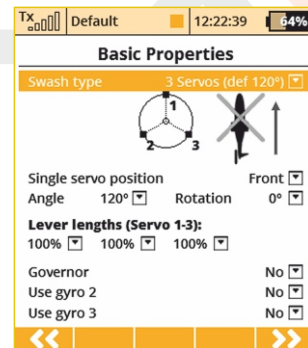 Tx Default 12:22:39 64%
Basic Properties
Swash type 3 Servos (def 120°)
1
2 3
Single servo position Front
Angle 120° Rotation 0°
Lever lengths (Servo 1-3):
100% 100% 100%
Governor No
Use gyro 2 No
Use gyro 3 No